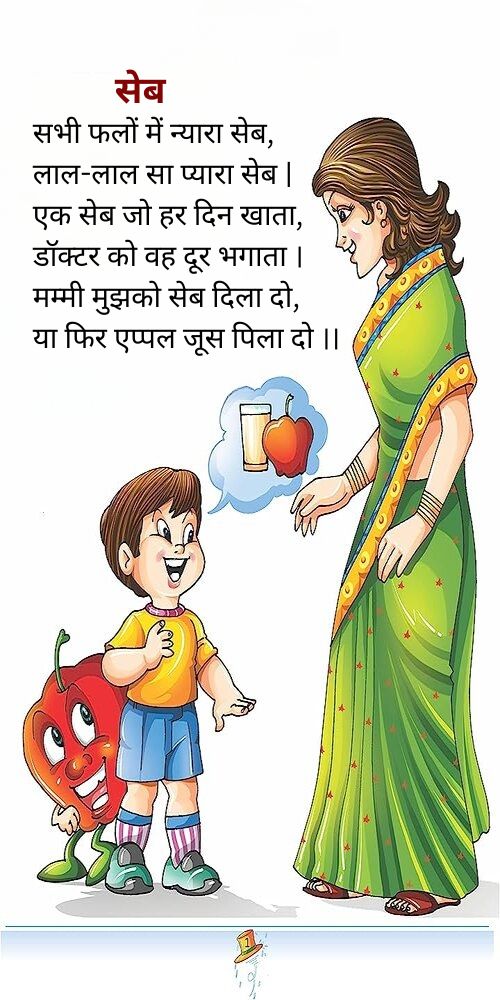 सेब
सभी फलों में न्यारा सेब,
लाल-लाल सा प्यारा सेब |
एक सेब जो हर दिन खाता,
डॉक्टर को वह दूर भगाता ।
मम्मी मुझको सेब दिला दो,
या फिर एप्पल जूस पिला दो ।।
1